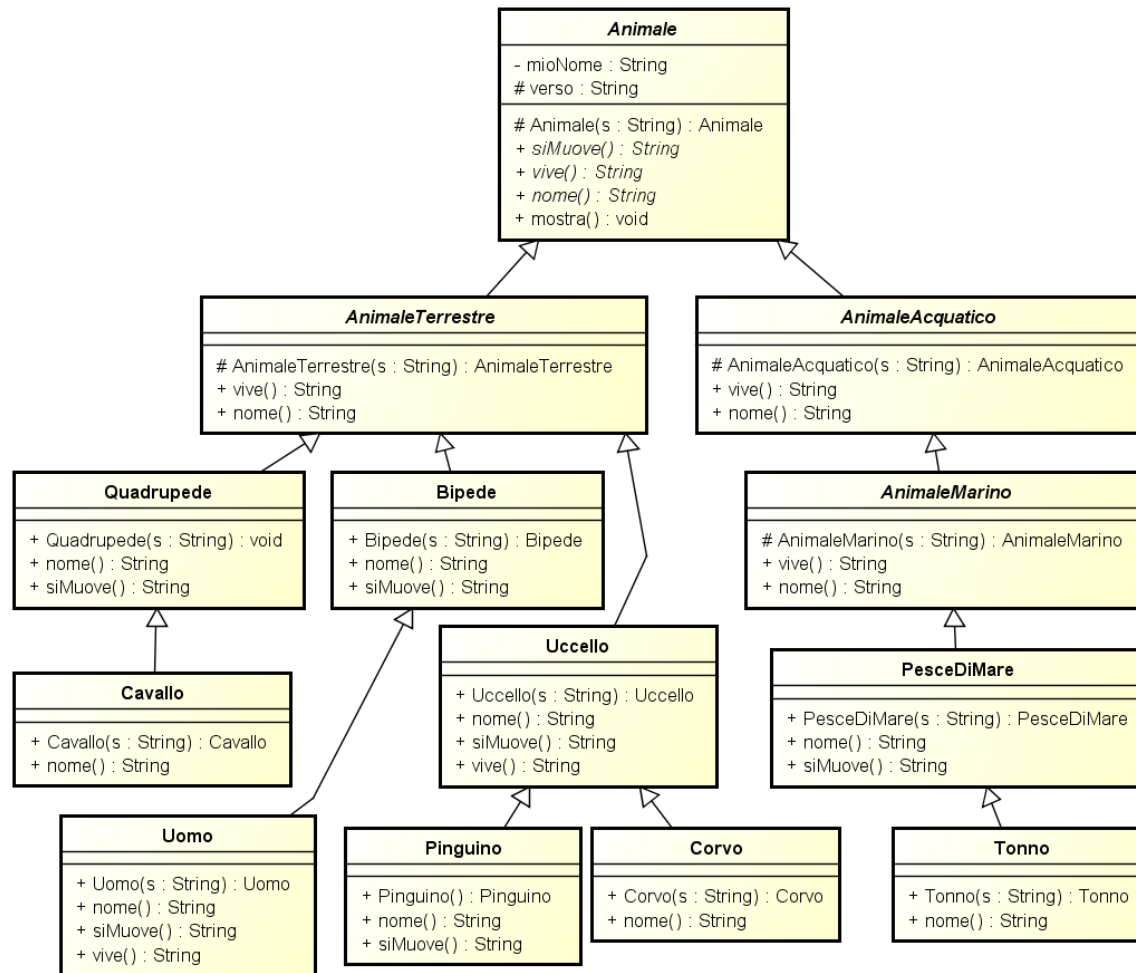 Animale
- mioNome : String
# verso : String
# Animale(s : String) : Animale
+ siMuove() : String
+ vive() : String
+ nome() : String
+ mostra() : void
AnimaleTerrestre
# AnimaleTerrestre(s : String) : AnimaleTerrestre
+ vive() : String
+ nome() : String
AnimaleAcquatico
# AnimaleAcquatico(s : String) : AnimaleAcquatico
+ vive() : String
+ nome() : String
Quadrupede
+ Quadrupede(s : String) : void
+ nome() : String
+ siMuove() : String
Bipede
+ Bipede(s : String) : Bipede
+ nome() : String
+ siMuove() : String
AnimaleMarino
# AnimaleMarino(s : String) : AnimaleMarino
+ vive() : String
+ nome() : String
Cavallo
+ Cavallo(s : String) : Cavallo
+ nome() : String
Uccello
+ Uccello(s : String) : Uccello
+ nome() : String
+ siMuove() : String
+ vive() : String
PesceDiMare
+ PesceDiMare(s : String) : PesceDiMare
+ nome() : String
+ siMuove() : String
Uomo
+ Uomo(s : String) : Uomo
+ nome() : String
+ siMuove() : String
+ vive() : String
Pinguino
+ Pinguino() : Pinguino
+ nome() : String
+ siMuove() : String
Corvo
+ Corvo(s : String) : Corvo
+ nome() : String
Tonno
+ Tonno(s : String) : Tonno
+ nome() : String